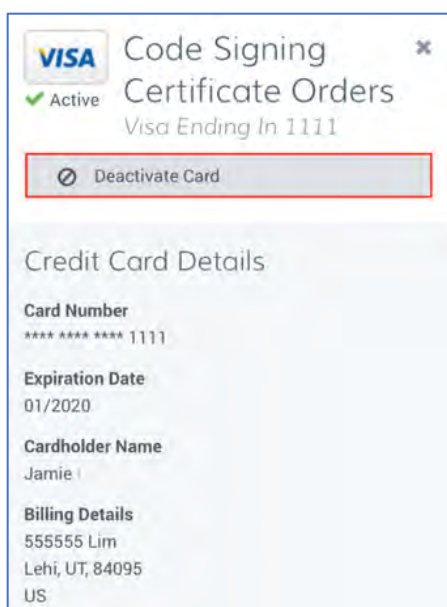 VISA
Active
Code Signing
Certificate Orders
Visa Ending In 1111
Deactivate Card
Credit Card Details
Card Number
**** **** **** 1111
Expiration Date
01/2020
Cardholder Name
Jamie
Billing Details
555555 Lim
Lehi, UT, 84095
US